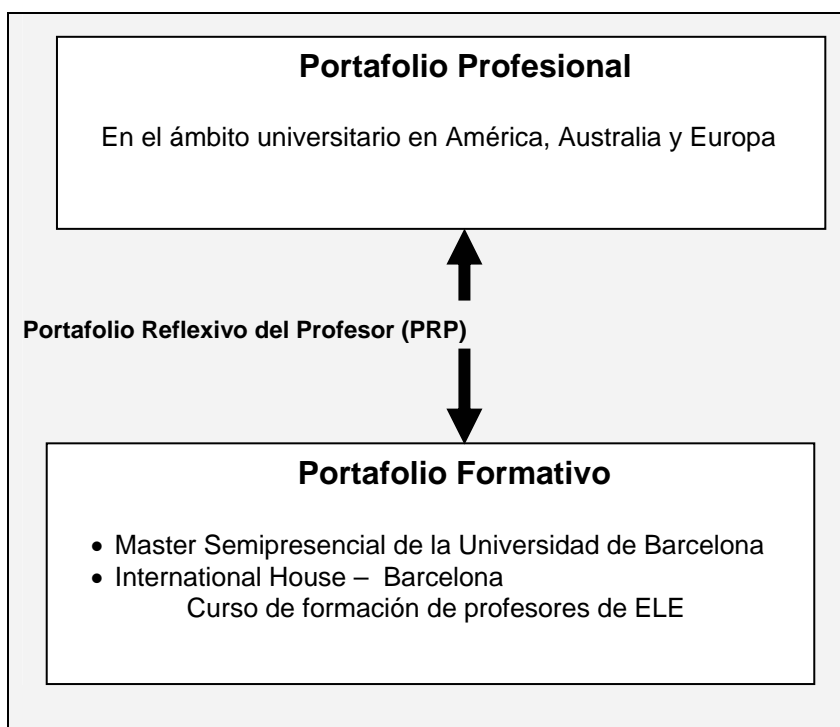 Portafolio Profesional
En el ámbito universitario en América, Australia y Europa
Portafolio Reflexivo del Profesor (PRP)
Portafolio Formativo
• Master Semipresencial de la Universidad de Barcelona
• International House – Barcelona
Curso de formación de profesores de ELE